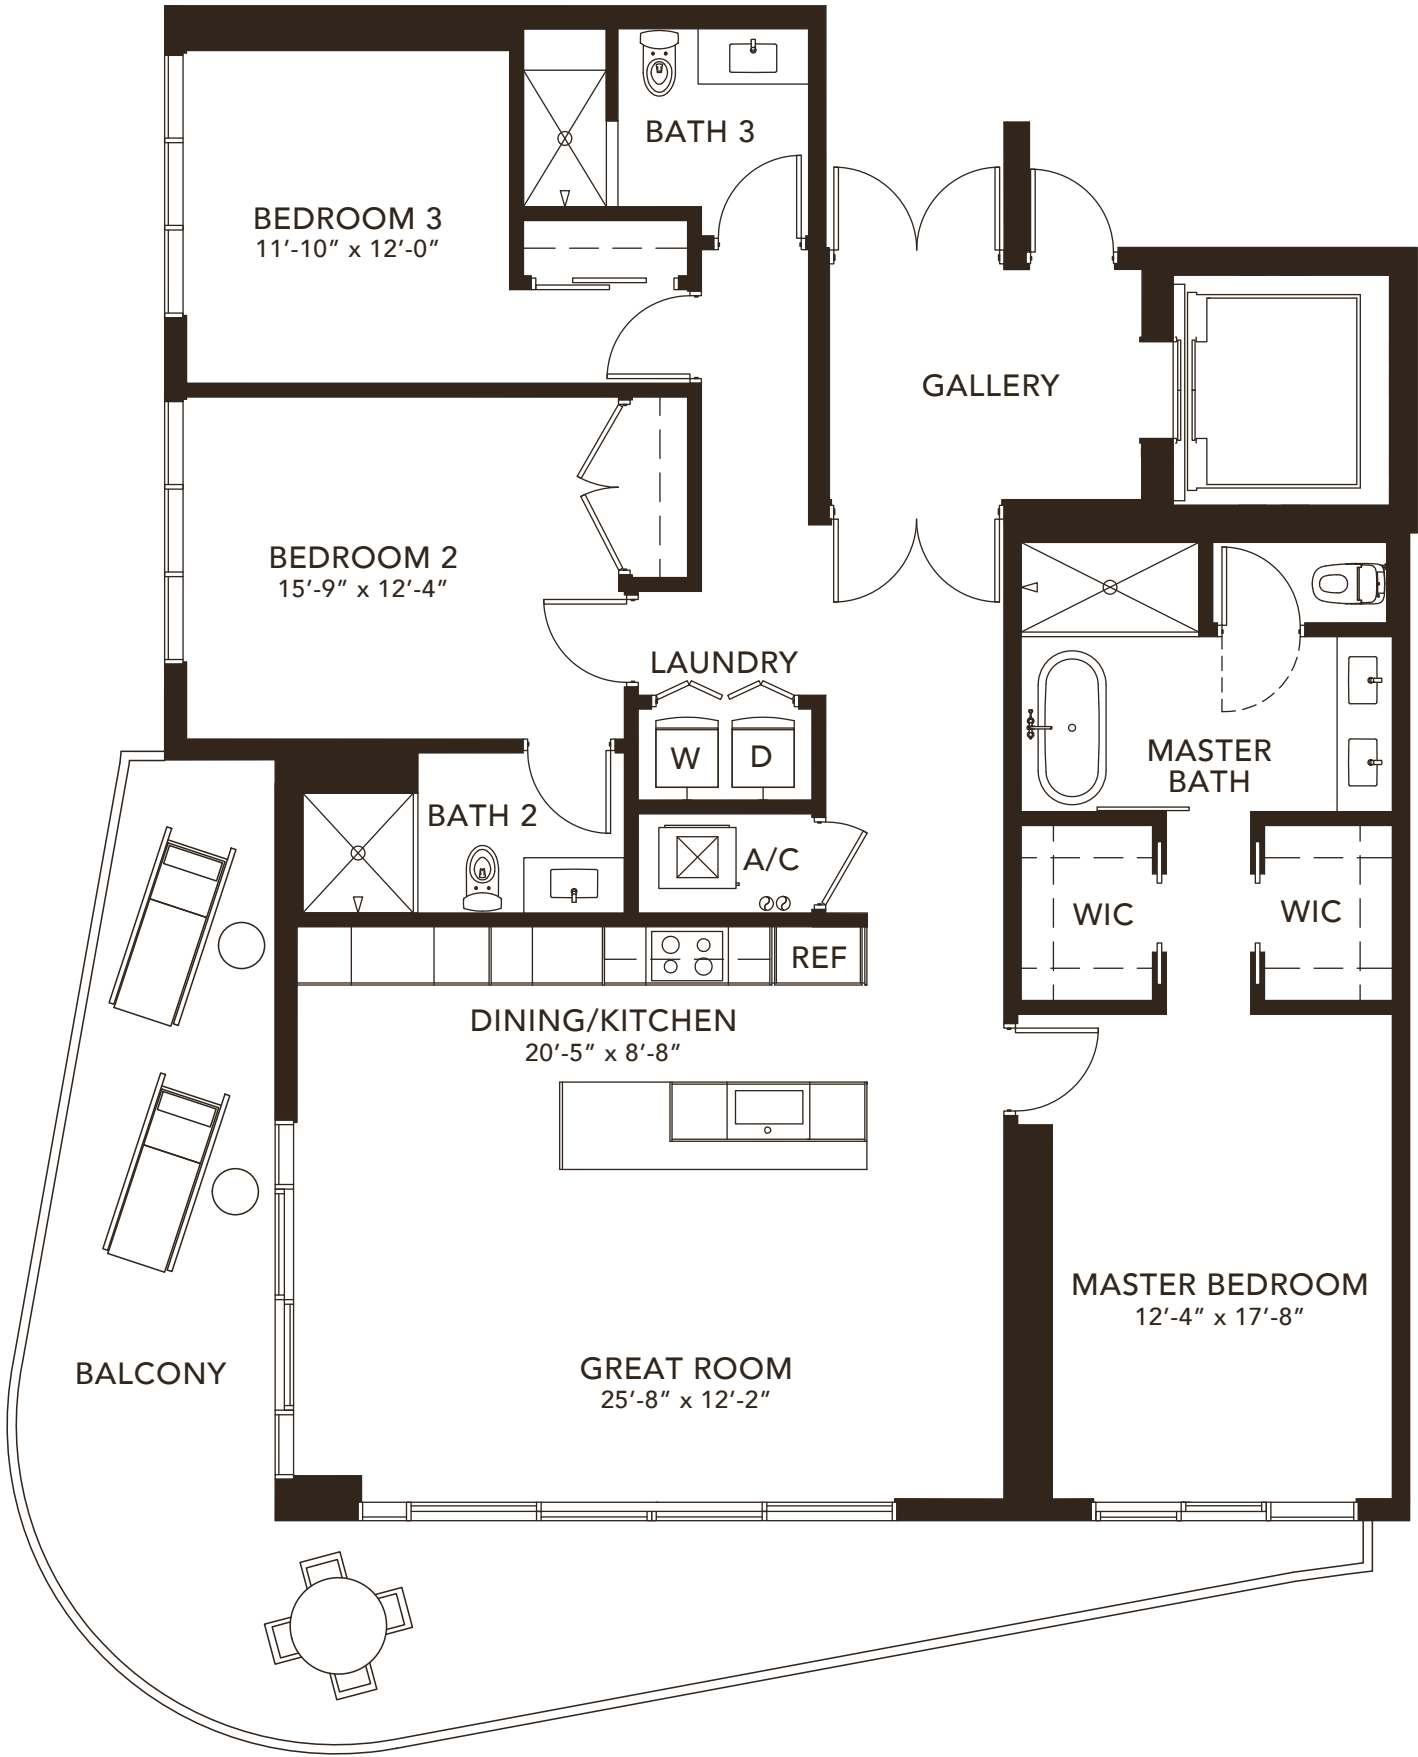 BATH 3
BEDROOM 3
11'-10" x 12'-0"
GALLERY
BEDROOM 2
15'-9" x 12'-4"
LAUNDRY
W
D
MASTER
BATH
BATH 2
A/C
WIC
WIC
REF
DINING/KITCHEN
20'-5" x 8'-8"
MASTER BEDROOM
12'-4" x 17'-8"
BALCONY
GREAT ROOM
25'-8" x 12'-2"